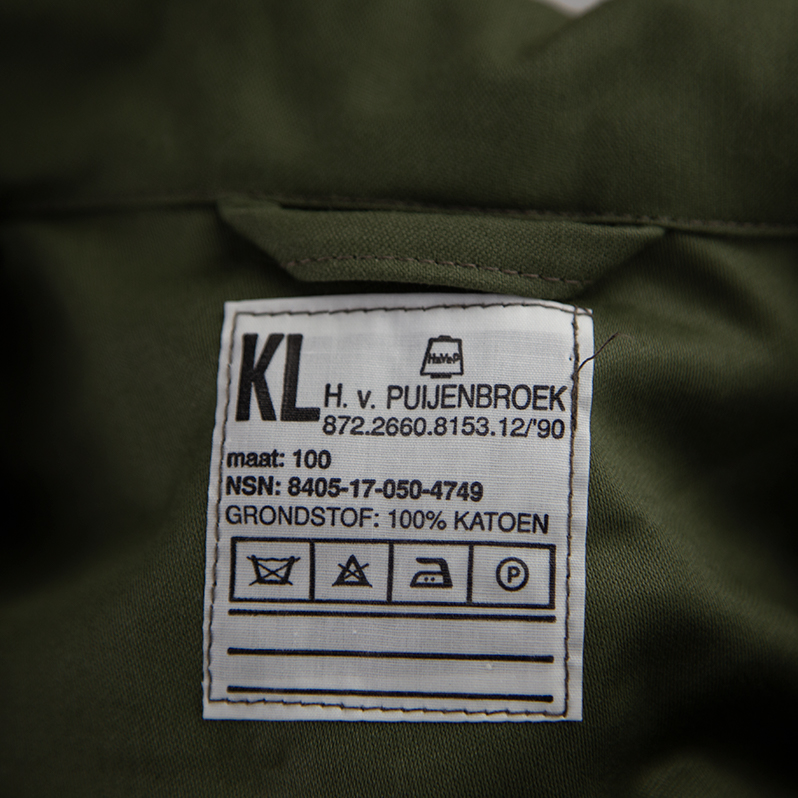 KL
HaVeP
H. v. PUIJENBROEK
872.2660.8153.12/'90
maat: 100
NSN: 8405-17-050-4749
GRONDSTOF: 100% KATOEN
P